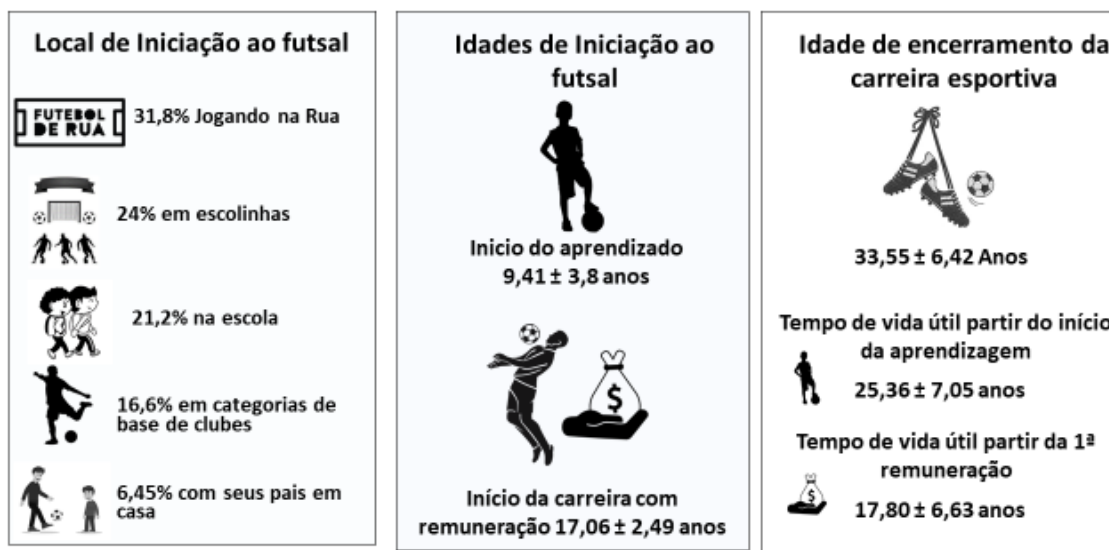 Local de Iniciação ao futsal
FUTEBOL
DE RUA
31,8% Jogando na Rua
24% em escolinhas
21,2% na escola
16,6% em categorias de
base de clubes
6,45% com seus pais em
casa
Idades de Iniciação ao
futsal
Inicio do aprendizado
9,41 ± 3,8 anos
$
Início da carreira com
remuneração 17,06 ± 2,49 anos
Idade de encerramento da
carreira esportiva
33,55 ± 6,42 Anos
Tempo de vida útil partir do início
da aprendizagem
25,36 ± 7,05 anos
Tempo de vida útil partir da 1ª
remuneração
$
17,80 ± 6,63 anos